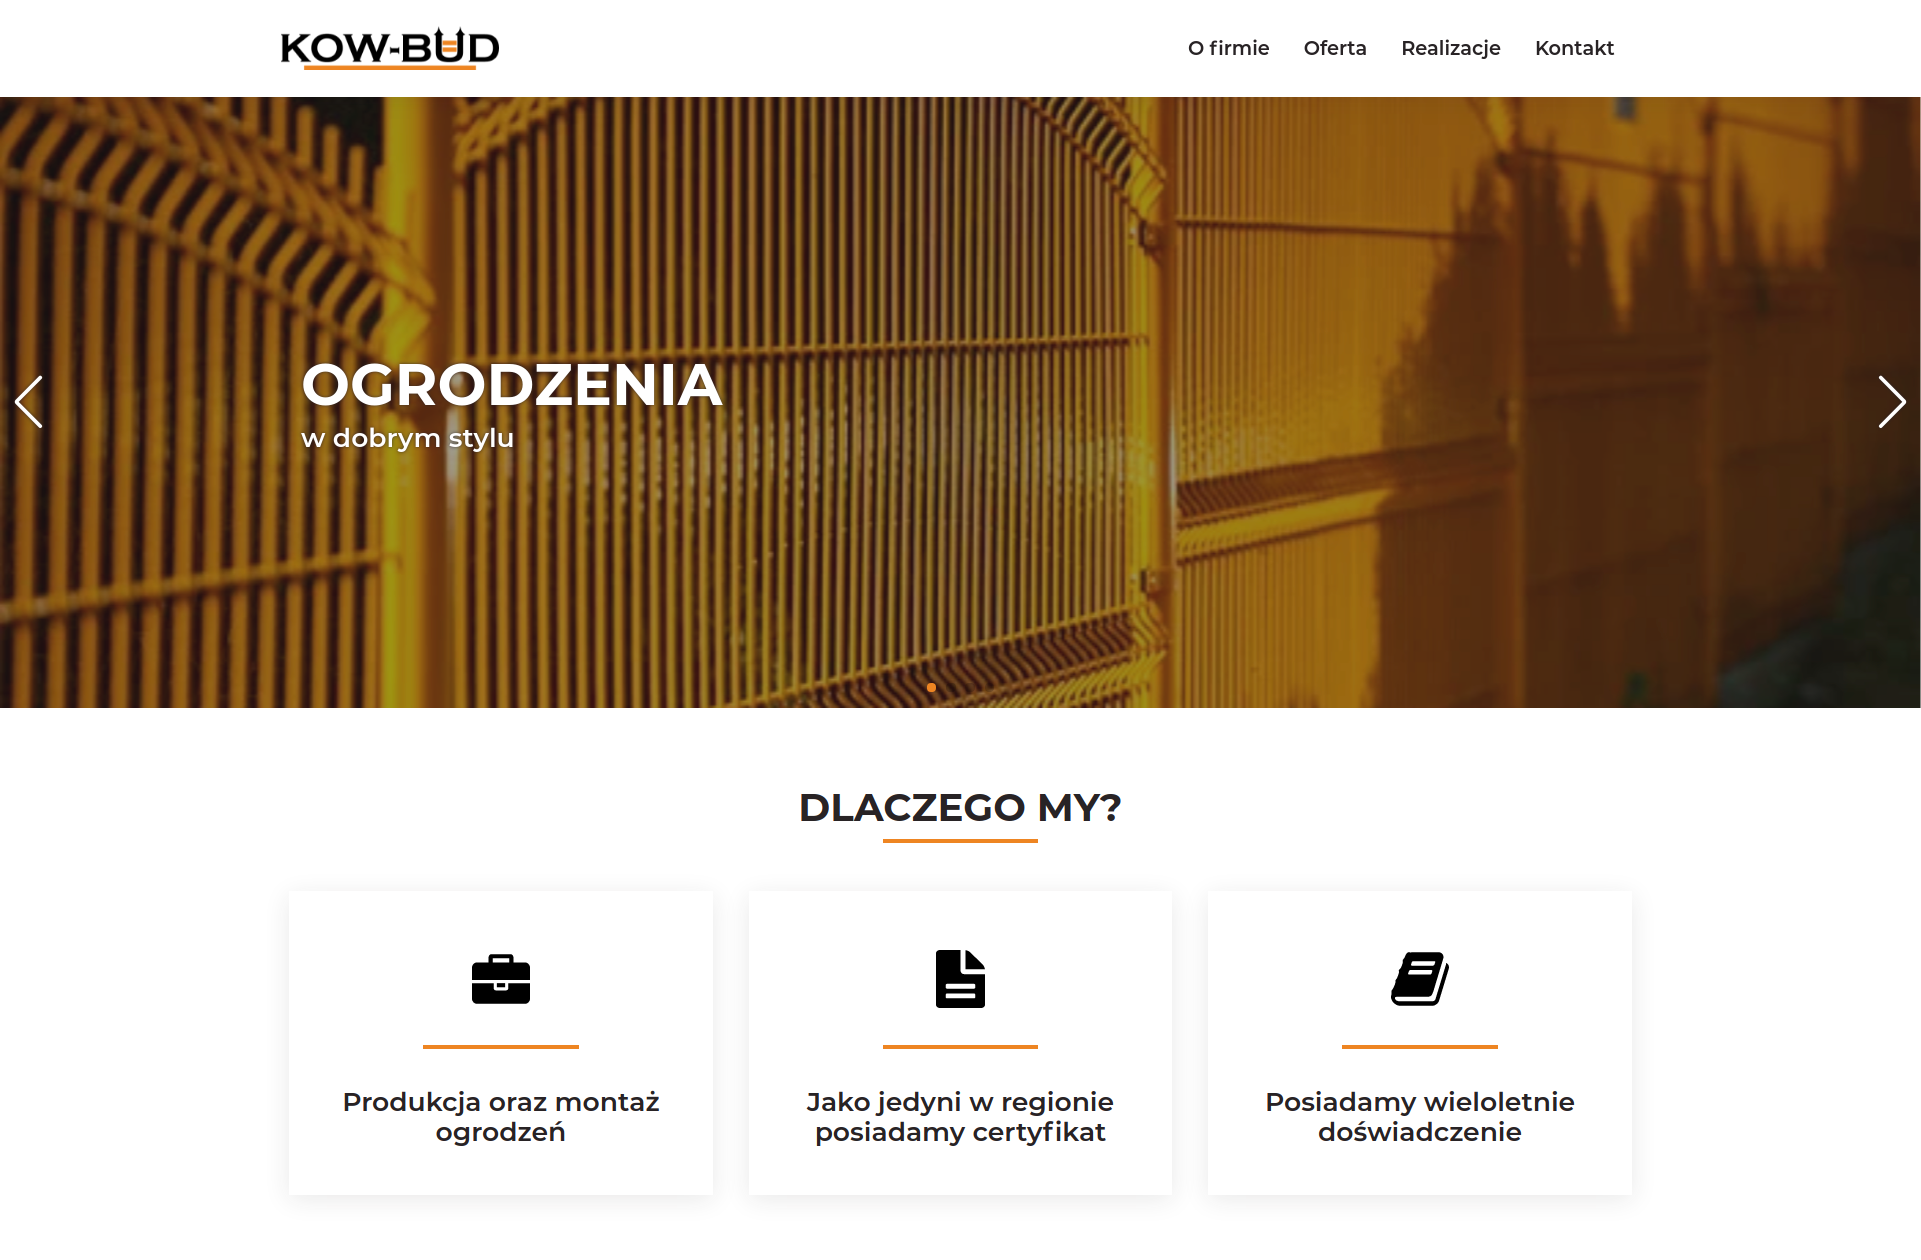 KOW-BUD
O firmie Oferta Realizacje Kontakt
OGRODZENIA
w dobrym stylu
DLACZEGO MY?
Produkcja oraz montaż
ogrodzeń
Jako jedyni w regionie
posiadamy certyfikat
Posiadamy wieloletnie
doświadczenie